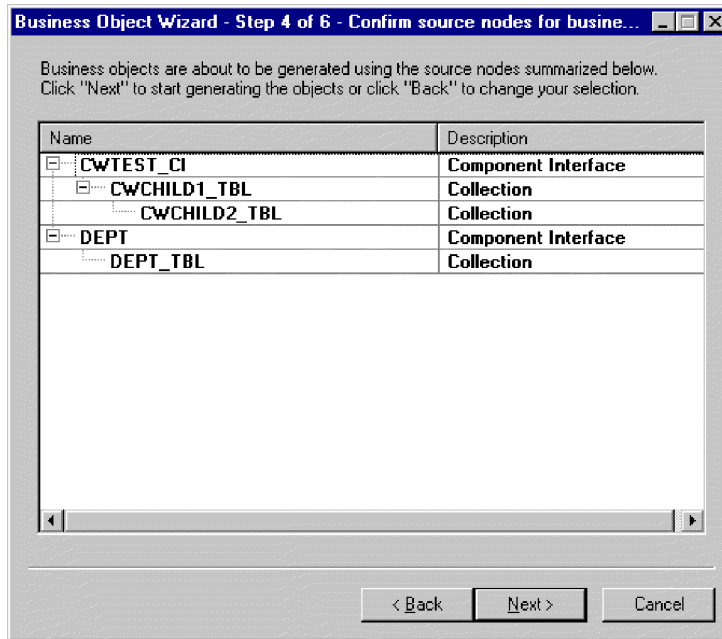 Business Object Wizard - Step 4 of 6 - Confirm source nodes for busine...
Business objects are about to be generated using the source nodes summarized below.
Click "Next" to start generating the objects or click "Back" to change your selection.
Name Description
CWTEST_CI Component Interface
CWCHILD1_TBL Collection
CWCHILD2_TBL Collection
DEPT Component Interface
DEPT_TBL Collection
< Back Next > Cancel